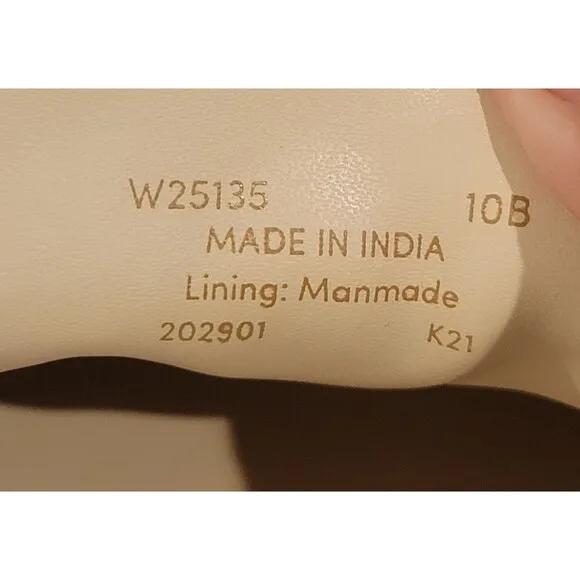 W25135 10B
MADE IN INDIA
Lining: Manmade
202901 K21